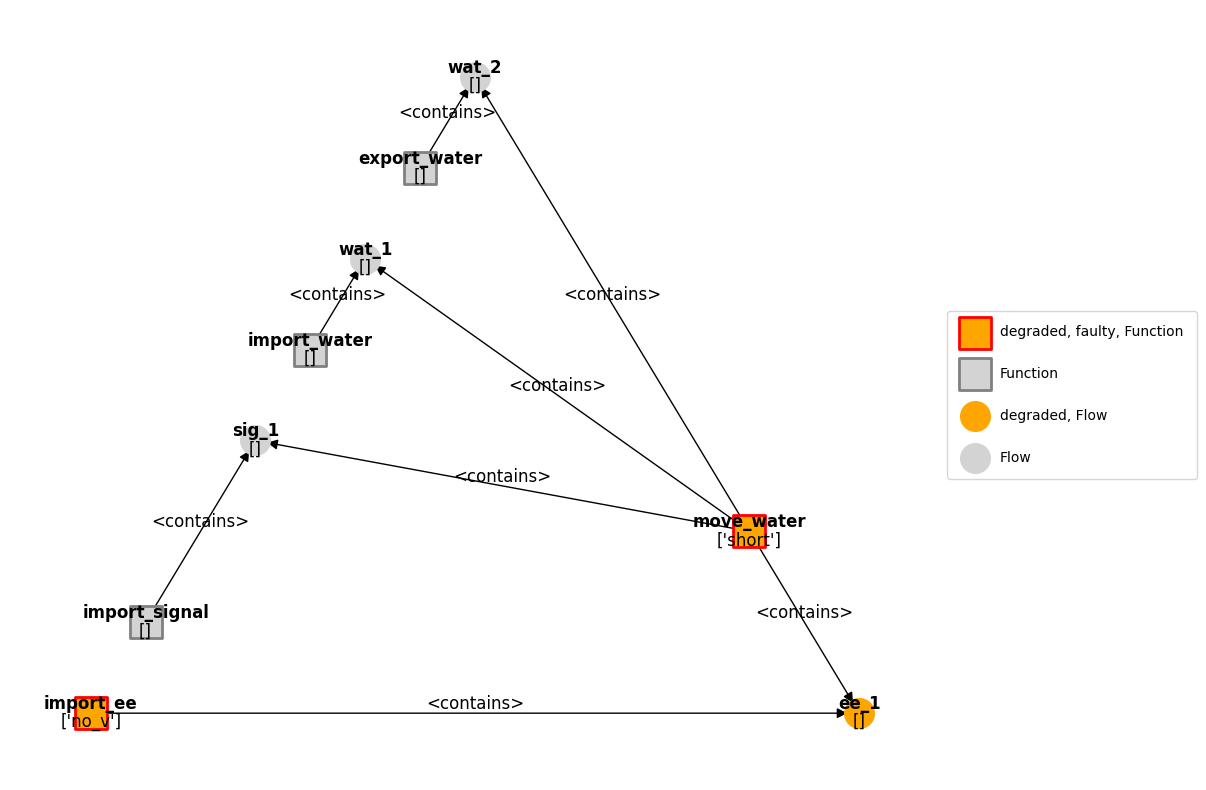 wat_2
[]
<contains>
export_water
[]
wat_1
[]
<contains>
<contains>
import_water
[]
<contains>
sig_1
[]
<contains>
<contains>
move_water
['short']
import_signal
[]
<contains>
import_ee
['no_v']
<contains>
ee_1
[]
degraded, faulty, Function
Function
degraded, Flow
Flow